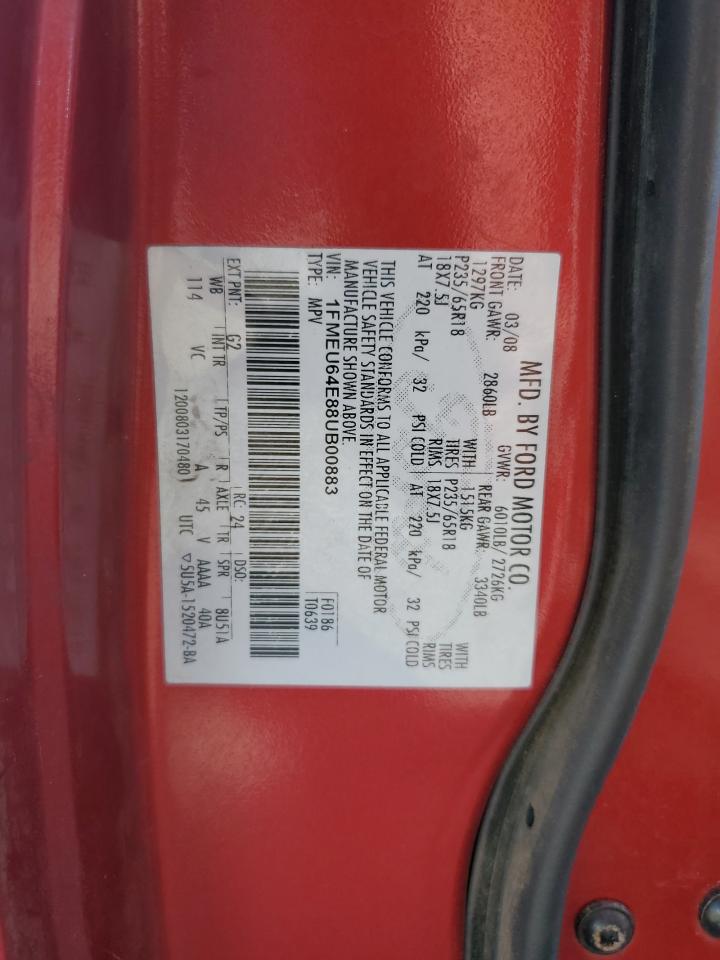 MFD. BY FORD MOTOR CO.
DATE: 03/08 GVWR: 6010LB/ 2726KG
FRONT GAWR: 2860LB REAR GAWR: 3340LB
1297KG WITH 1515KG WITH
P235/65R18 TIRES P235/65R18 TIRES
18X7.5J RIMS 18X7.5J RIMS
AT 220 kPa/ 32 PSI COLD AT 220 kPa/ 32 PSI COLD
THIS VEHICLE CONFORMS TO ALL APPLICABLE FEDERAL MOTOR
VEHICLE SAFETY STANDARDS IN EFFECT ON THE DATE OF
MANUFACTURE SHOWN ABOVE.
VIN: 1FMEU64E88UB00883
TYPE: MPV
F0186
T0639
EXT PNT: G2 RC: 24 DSO:
WB INT TR TP/PS R AXLE TR SPR 8U51A
114 VC A 45 V AAAA 40A
1200803170480 UTC ▽5U5A-1520472-BA